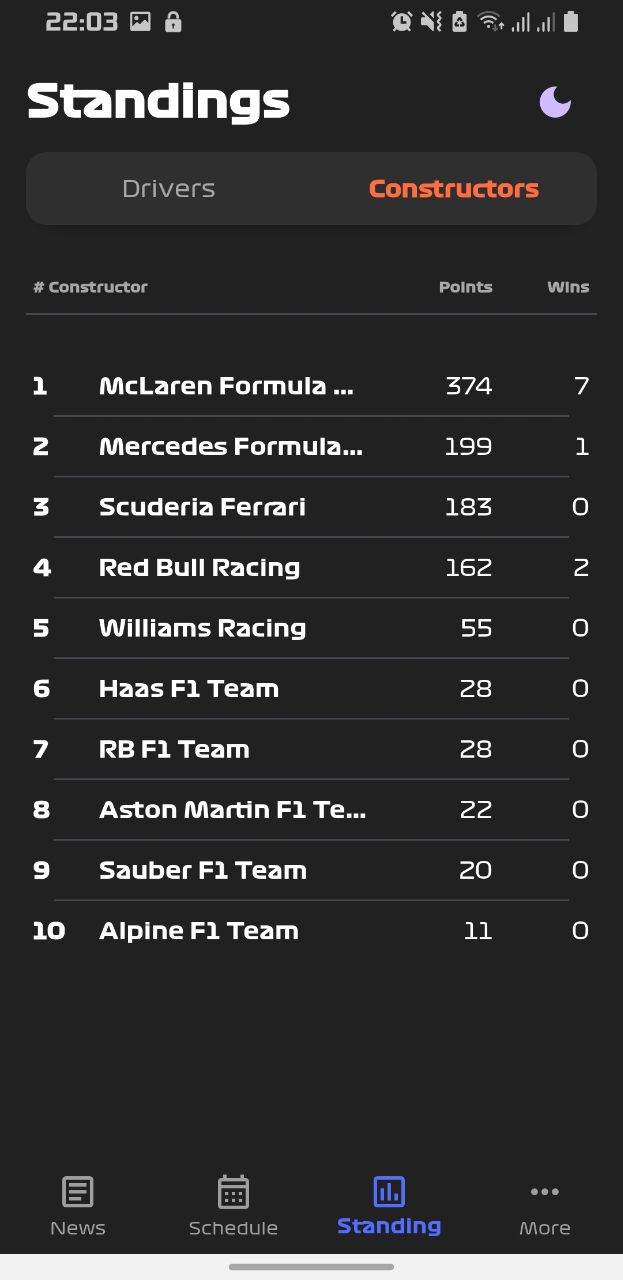 22:03
Standings
Drivers Constructors
# Constructor Points Wins
1 McLaren Formula ... 374 7
2 Mercedes Formula... 199 1
3 Scuderia Ferrari 183 0
4 Red Bull Racing 162 2
5 Williams Racing 55 0
6 Haas F1 Team 28 0
7 RB F1 Team 28 0
8 Aston Martin F1 Te... 22 0
9 Sauber F1 Team 20 0
10 Alpine F1 Team 11 0
News Schedule Standing More